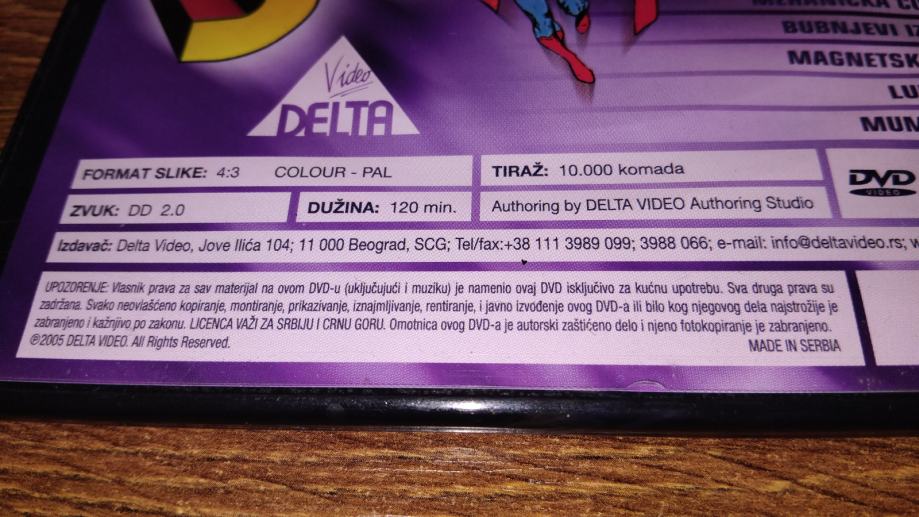 MEHANIČKA
BUBNJEVI IZ
MAGNETSK
LU
MUM
Video
DELTA
FORMAT SLIKE: 4:3 COLOUR - PAL
TIRAŽ: 10.000 komada
DVD
VIDEO
ZVUK: DD 2.0
DUŽINA: 120 min.
Authoring by DELTA VIDEO Authoring Studio
Izdavač: Delta Video, Jove Ilića 104; 11 000 Beograd, SCG; Tel/fax:+38 111 3989 099; 3988 066; e-mail: info@deltavideo.rs; w
UPOZORENJE: Vlasnik prava za sav materijal na ovom DVD-u (uključujući i muziku) je namenio ovaj DVD isključivo za kućnu upotrebu. Sva druga prava su
zadržana. Svako neovlašćeno kopiranje, montiranje, prikazivanje, iznajmljivanje, rentiranje, i javno izvođenje ovog DVD-a ili bilo kog njegovog dela najstrožije je
zabranjeno i kažnjivo po zakonu. LICENCA VAŽI ZA SRBIJU I CRNU GORU. Omotnica ovog DVD-a je autorski zaštićeno delo i njeno fotokopiranje je zabranjeno.
©2005 DELTA VIDEO. All Rights Reserved.
MADE IN SERBIA